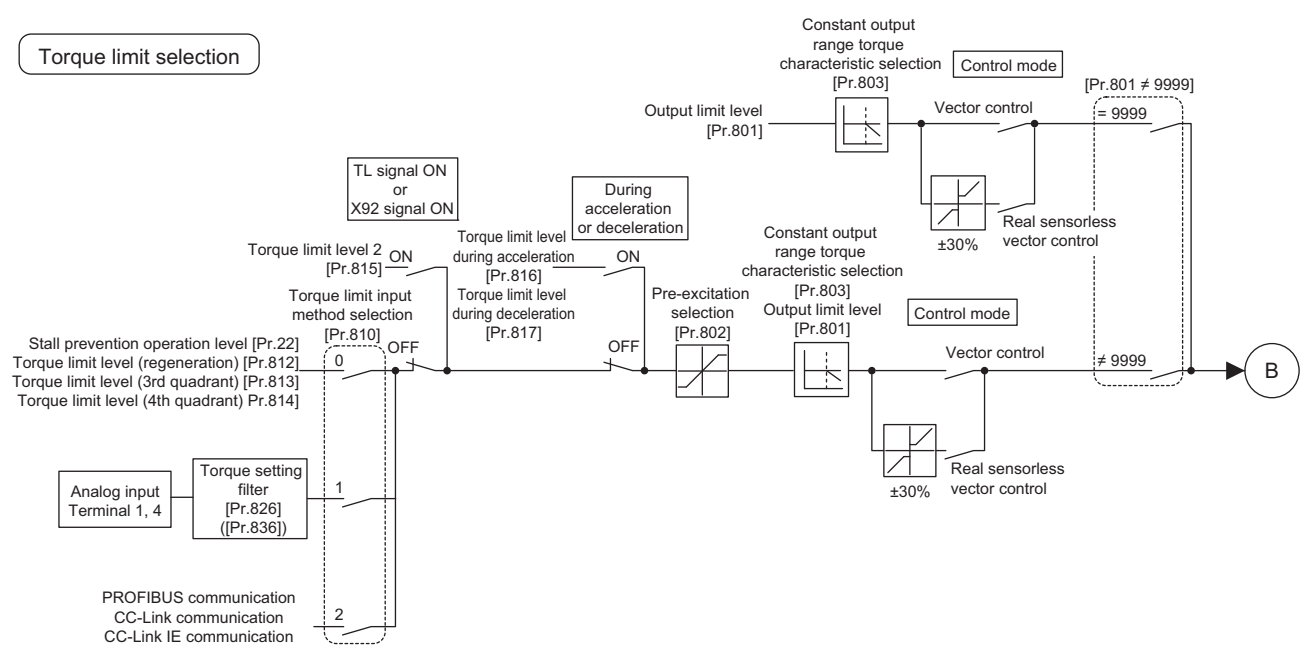 Torque limit selection
Constant output
range torque
characteristic selection
[Pr.803]
Control mode
[Pr.801 ≠ 9999]
Output limit level
[Pr.801]
Vector control
= 9999
Real sensorless
vector control
±30%
TL signal ON
or
X92 signal ON
During
acceleration
or deceleration
Torque limit level 2
[Pr.815]
ON
Torque limit level
during acceleration
[Pr.816]
ON
Torque limit level
during deceleration
[Pr.817]
Constant output
range torque
characteristic selection
[Pr.803]
Output limit level
[Pr.801]
Pre-excitation
selection
[Pr.802]
Control mode
Torque limit input
method selection
[Pr.810]
Stall prevention operation level [Pr.22]
Torque limit level (regeneration) [Pr.812]
Torque limit level (3rd quadrant) [Pr.813]
Torque limit level (4th quadrant) Pr.814]
0
OFF
OFF
Vector control
≠ 9999
B
Real sensorless
vector control
±30%
Analog input
Terminal 1, 4
Torque setting
filter
[Pr.826]
([Pr.836])
1
PROFIBUS communication
CC-Link communication
CC-Link IE communication
2